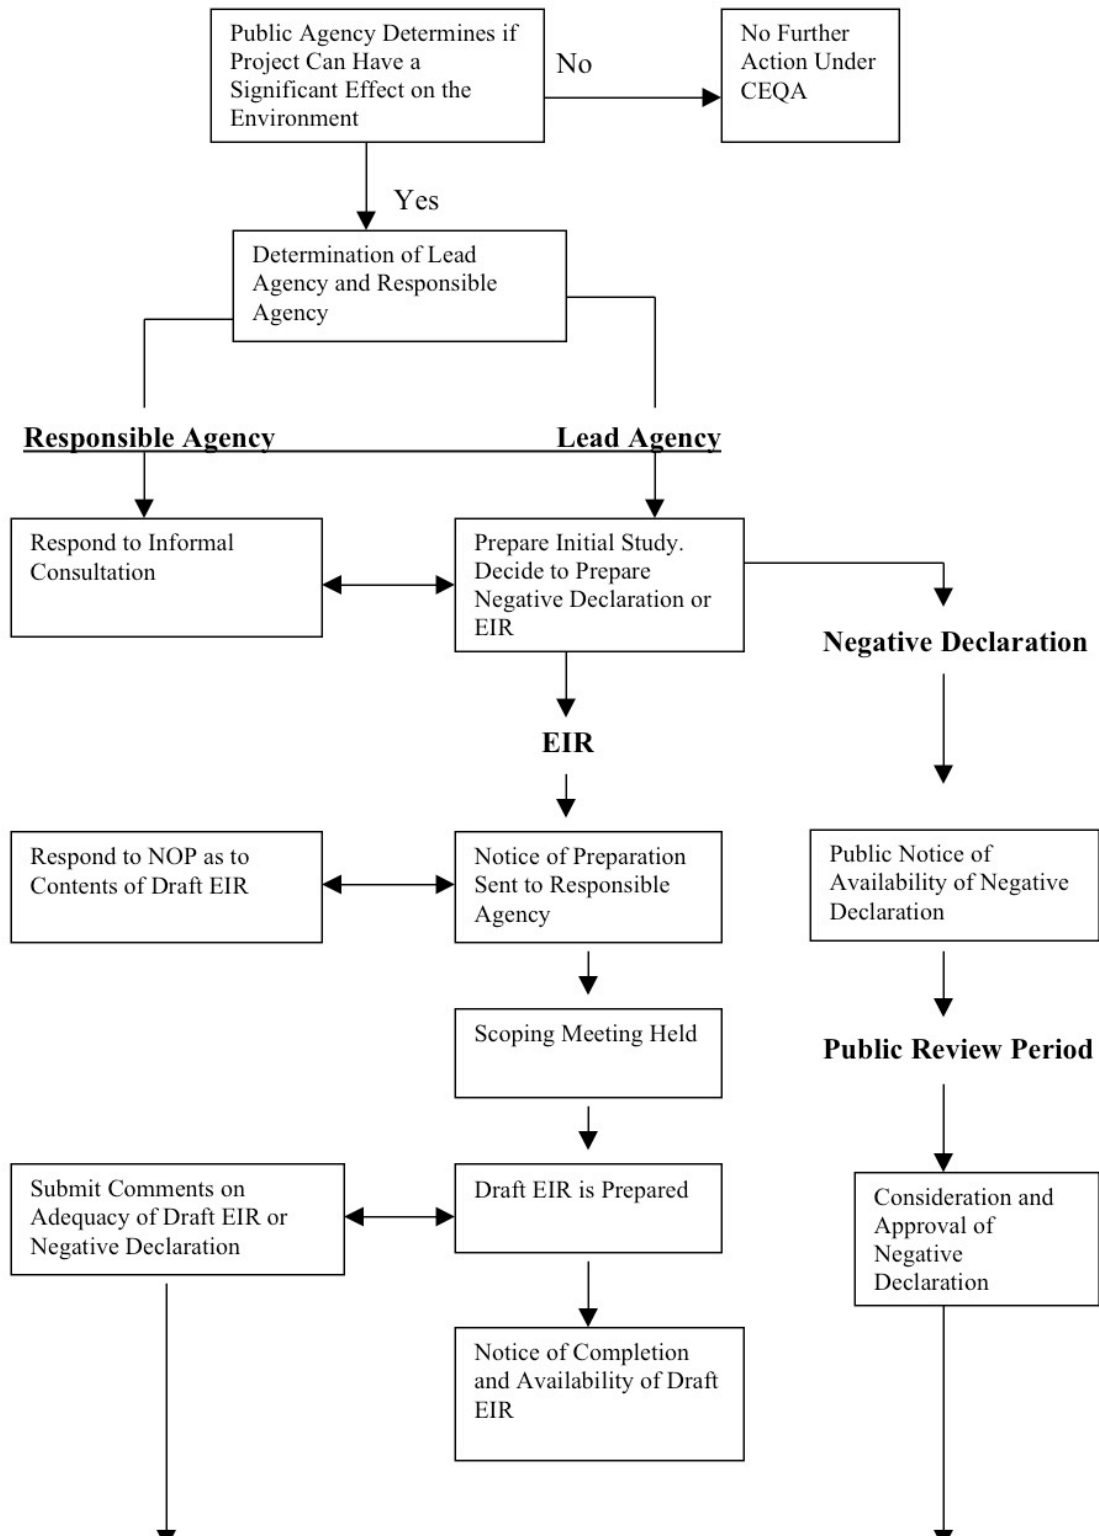 Public Agency Determines if
Project Can Have a
Significant Effect on the
Environment
No
No Further
Action Under
CEQA
Yes
Determination of Lead
Agency and Responsible
Agency
Responsible Agency
Lead Agency
Respond to Informal
Consultation
Prepare Initial Study.
Decide to Prepare
Negative Declaration or
EIR
Negative Declaration
EIR
Respond to NOP as to
Contents of Draft EIR
Notice of Preparation
Sent to Responsible
Agency
Public Notice of
Availability of Negative
Declaration
Scoping Meeting Held
Public Review Period
Submit Comments on
Adequacy of Draft EIR or
Negative Declaration
Draft EIR is Prepared
Consideration and
Approval of
Negative
Declaration
Notice of Completion
and Availability of Draft
EIR